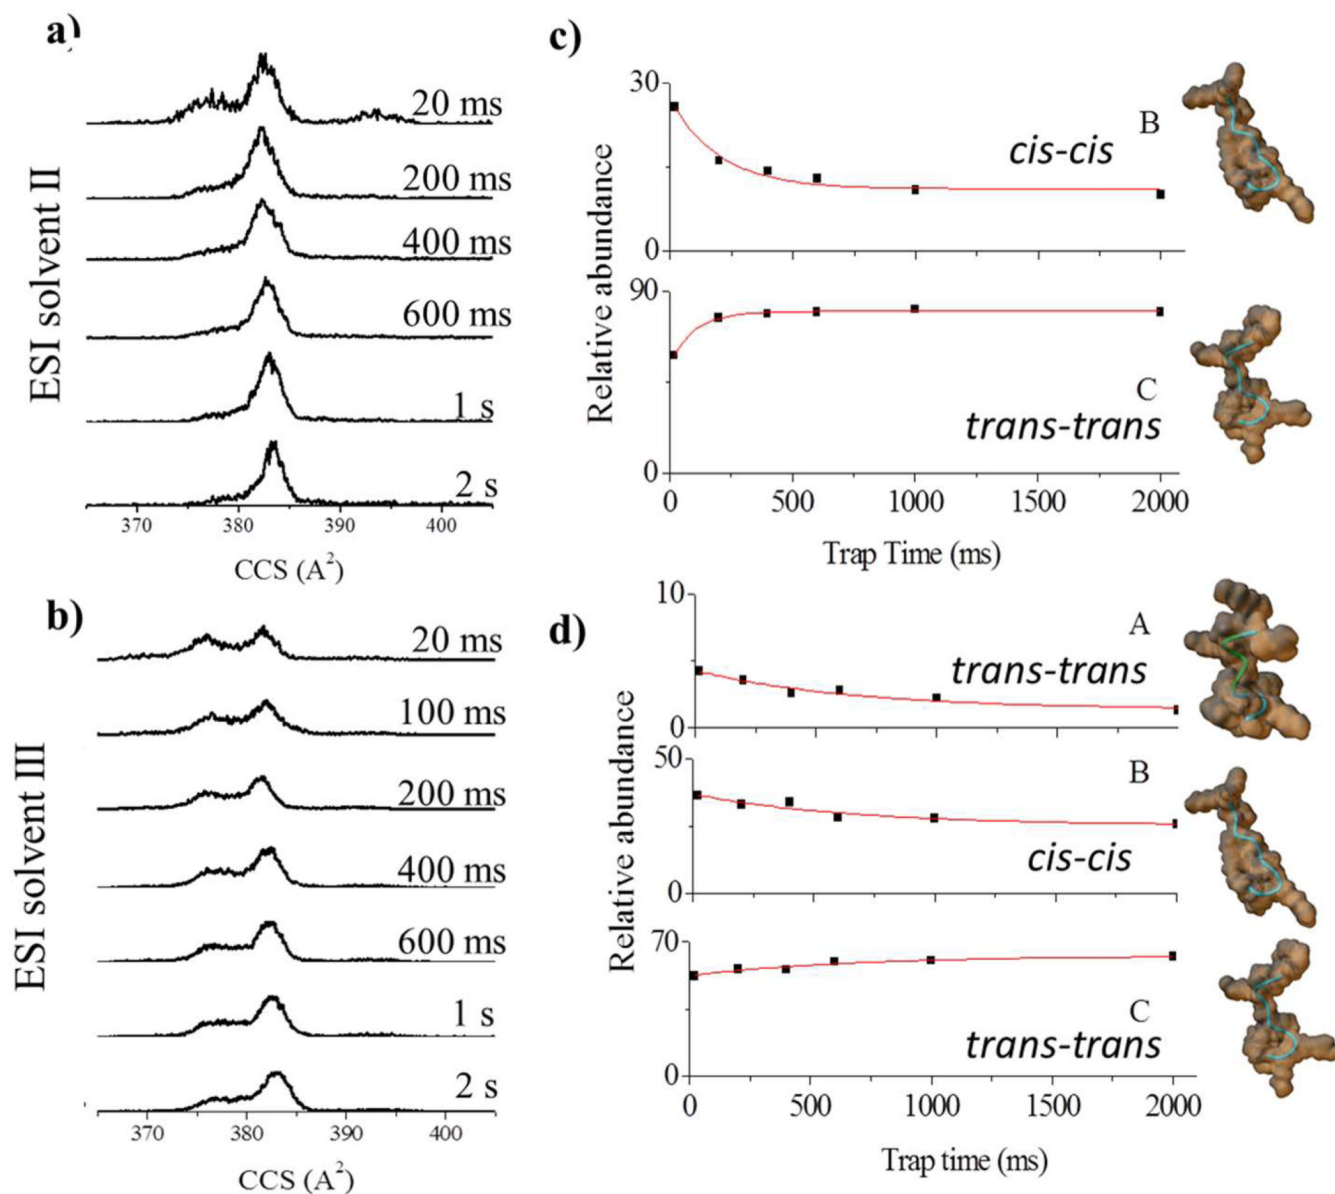 a)
ESI solvent II
20 ms
200 ms
400 ms
600 ms
1 s
2 s
370 380 390 400
CCS (A²)
b)
ESI solvent III
20 ms
100 ms
200 ms
400 ms
600 ms
1 s
2 s
370 380 390 400
CCS (A²)
c)
Relative abundance
30
B
cis-cis
0
90
C
trans-trans
0
0 500 1000 1500 2000
Trap Time (ms)
d)
Relative abundance
10
A
trans-trans
0
50
B
cis-cis
0
70
C
trans-trans
0
0 500 1000 1500 2000
Trap time (ms)